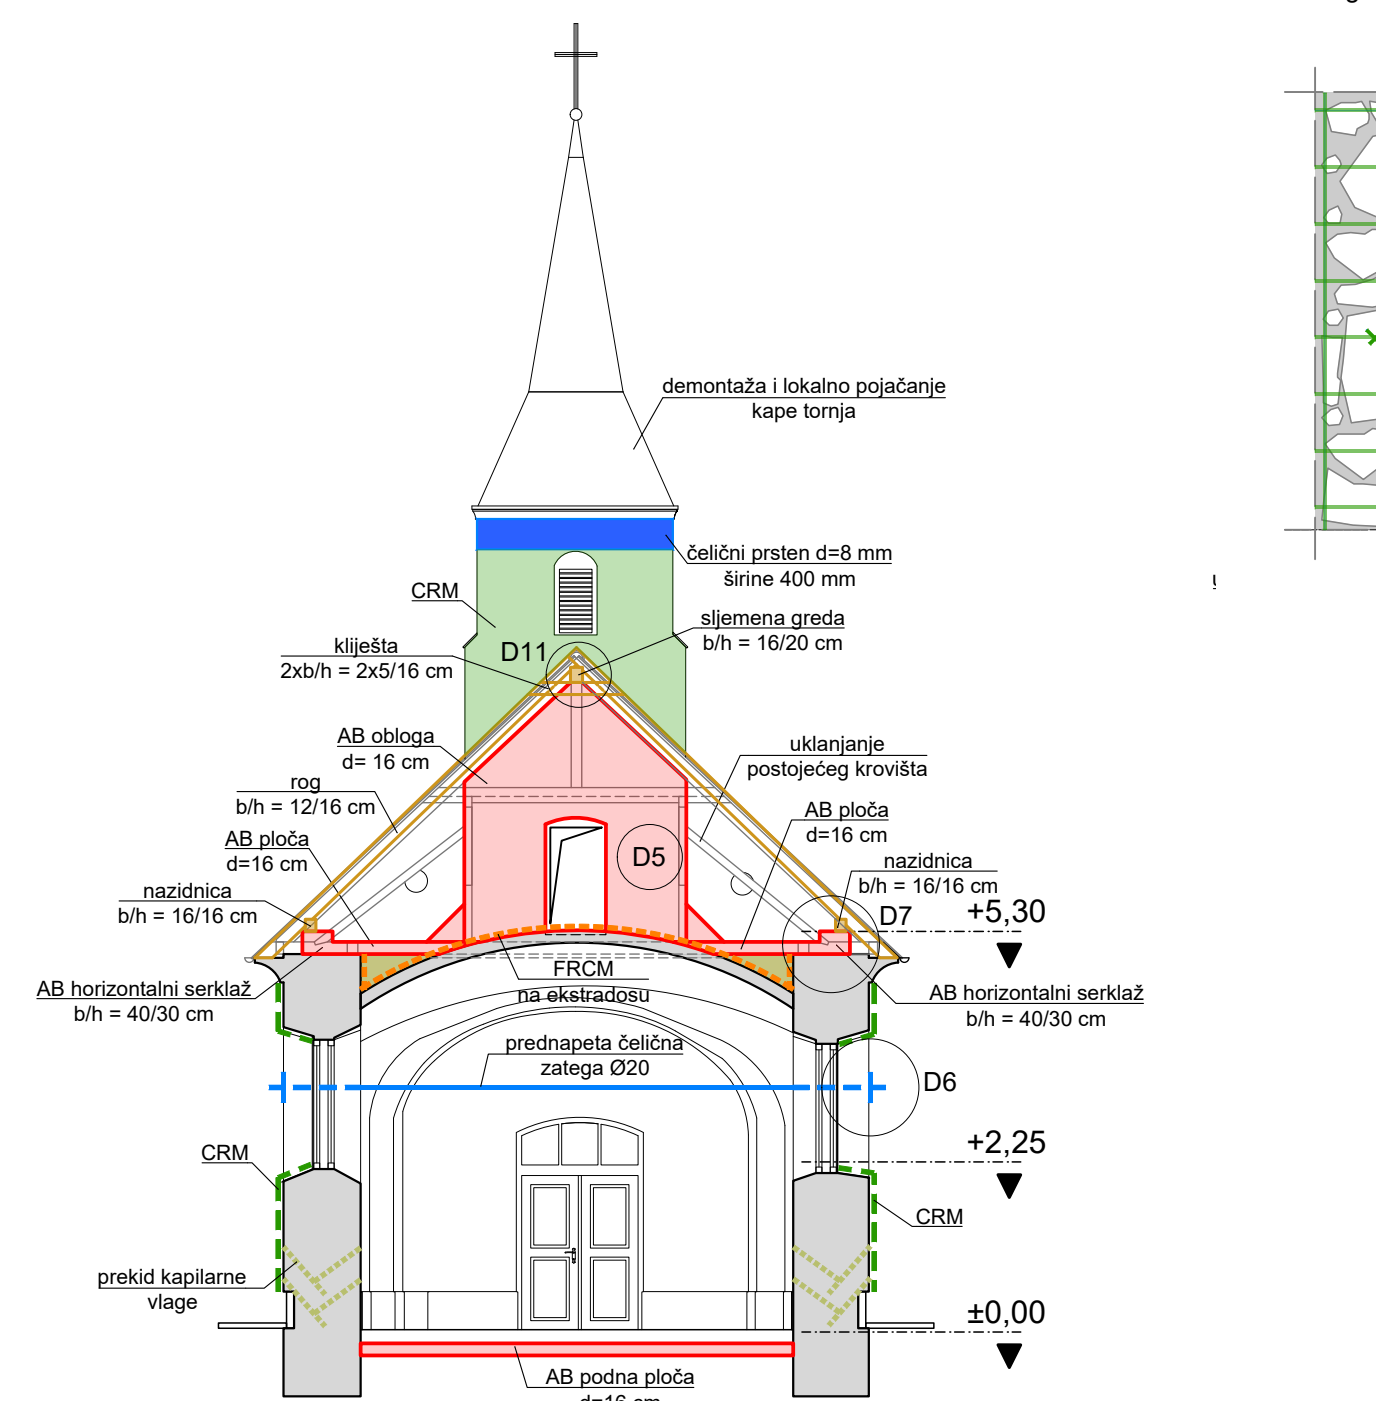 demontaža i lokalno pojačanje
kape tornja
čelični prsten d=8 mm
širine 400 mm
CRM
sljemena greda
b/h = 16/20 cm
kliješta
2xb/h = 2x5/16 cm
D11
AB obloga
d= 16 cm
uklanjanje
postojećeg krovišta
rog
b/h = 12/16 cm
AB ploča
d=16 cm
AB ploča
d=16 cm
D5
nazidnica
b/h = 16/16 cm
nazidnica
b/h = 16/16 cm
D7
+5,30
FRCM
na ekstradosu
AB horizontalni serklaž
b/h = 40/30 cm
AB horizontalni serklaž
b/h = 40/30 cm
prednapeta čelična
zatega Ø20
D6
+2,25
CRM
CRM
prekid kapilarne
vlage
±0,00
AB podna ploča
d=16 cm